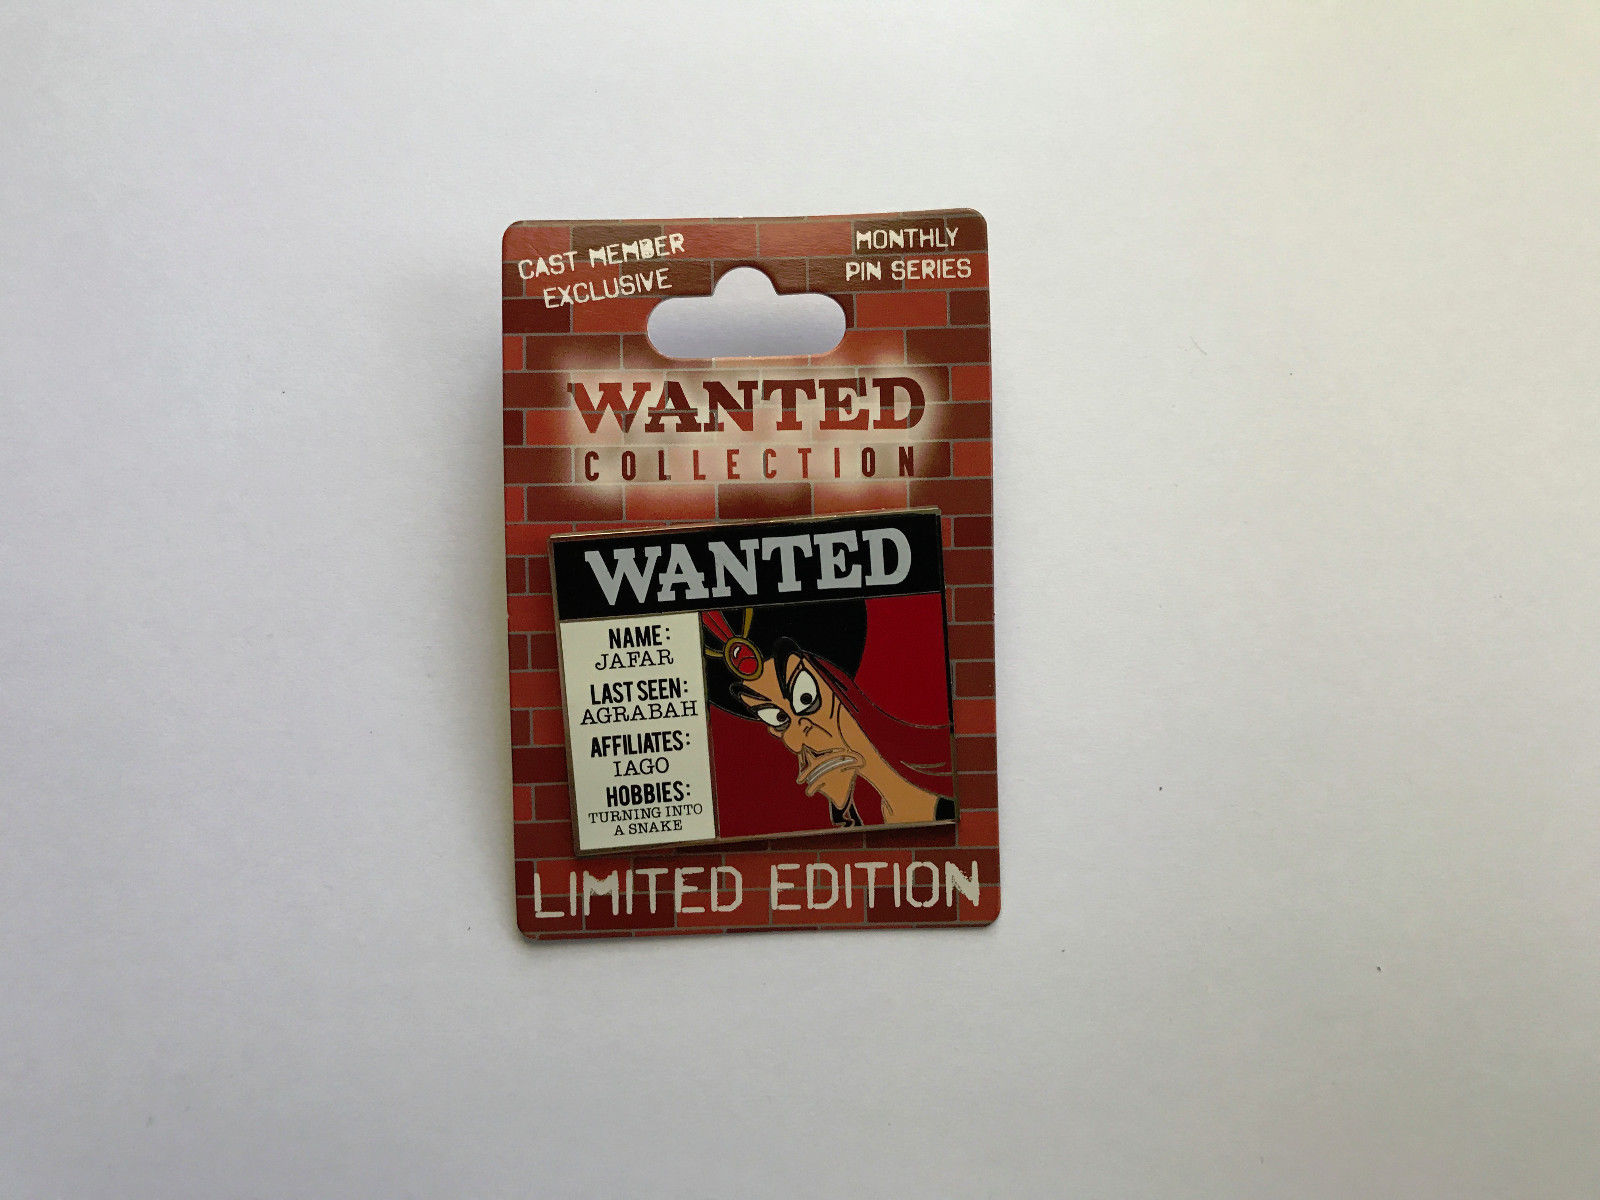 CAST MEMBER
EXCLUSIVE
MONTHLY
PIN SERIES
WANTED
COLLECTION
WANTED
NAME:
JAFAR
LAST SEEN:
AGRABAH
AFFILIATES:
IAGO
HOBBIES:
TURNING INTO
A SNAKE
LIMITED EDITION